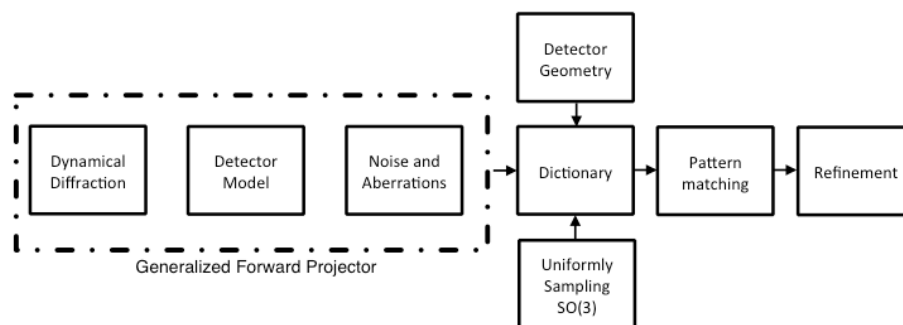 Detector
Geometry
Dynamical
Diffraction
Detector
Model
Noise and
Aberrations
Dictionary
Pattern
matching
Refinement
Generalized Forward Projector
Uniformly
Sampling
SO(3)